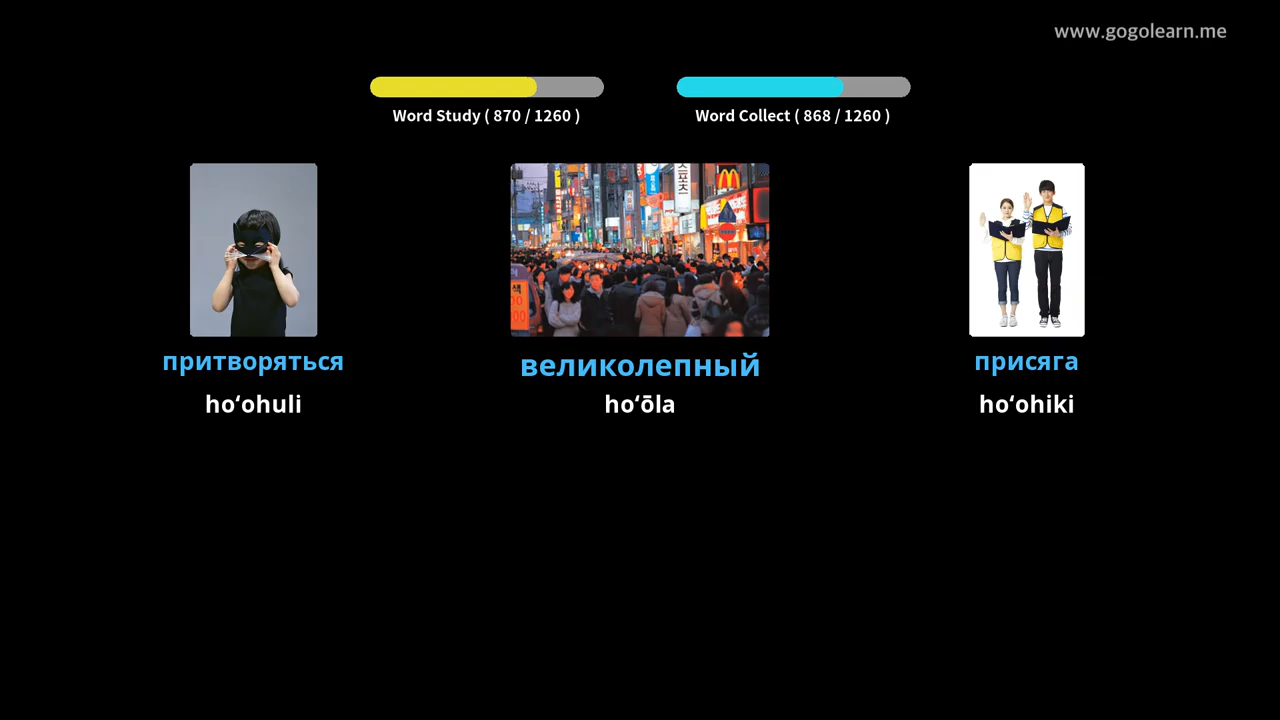 www.gogolearn.me
Word Study ( 870 / 1260 )
Word Collect ( 868 / 1260 )
притворяться
великолепный
присяга
hoʻohuli
hoʻōla
hoʻohiki